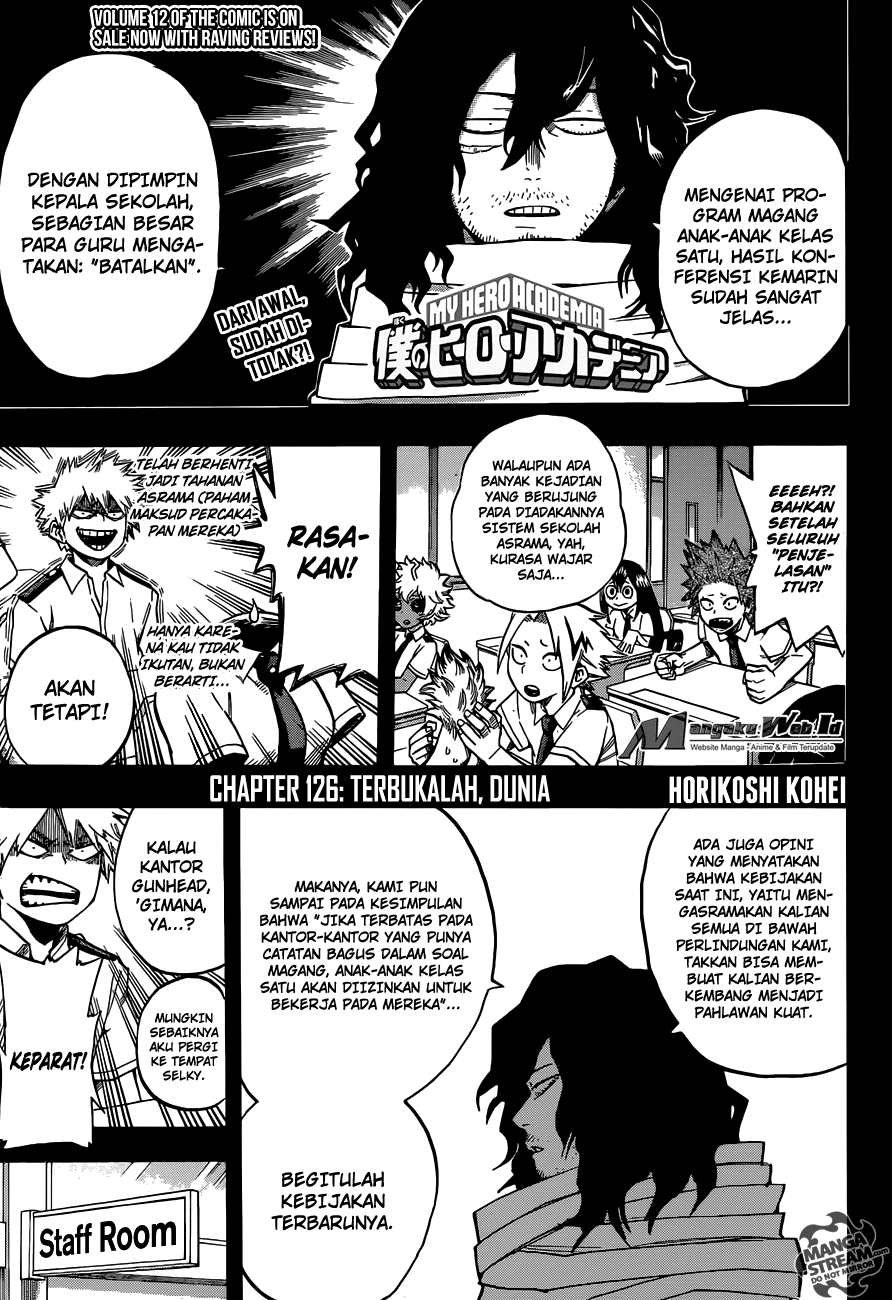 VOLUME 12 OF THE COMIC IS ON
SALE NOW WITH RAVING REVIEWS!
MENGENAI PRO-
GRAM MAGANG
ANAK-ANAK KELAS
SATU, HASIL KON-
FERENSI KEMARIN
SUDAH SANGAT
JELAS...
DENGAN DIPIMPIN
KEPALA SEKOLAH,
SEBAGIAN BESAR
PARA GURU MENGA-
TAKAN: "BATALKAN".
DARI AWAL,
SUDAH DI-
TOLAK?!
MY HERO ACADEMIA
僕のヒーローアカデミア
EEEEH?!
BAHKAN
SETELAH
SELURUH
"PENJE-
LASAN"
ITU?!
WALAUPUN ADA
BANYAK KEJADIAN
YANG BERUJUNG
PADA DIADAKANNYA
SISTEM SEKOLAH
ASRAMA, YAH,
KURASA WAJAR
SAJA...
RASA-
KAN!
TELAH BERHENTI
JADI TAHANAN
ASRAMA (PAHAM
MAKSUD PERCAKA-
PAN MEREKA)
HANYA KARE-
NA KAU TIDAK
IKUTAN, BUKAN
BERARTI...
AKAN
TETAPI!
Mangaku.Web.Id
Website Manga - Anime & Film Terupdate
CHAPTER 126: TERBUKALAH, DUNIA
HORIKOSHI KOHEI
ADA JUGA OPINI
YANG MENYATAKAN
BAHWA KEBIJAKAN
SAAT INI, YAITU MEN-
GASRAMAKAN KALIAN
SEMUA DI BAWAH
PERLINDUNGAN KAMI,
TAKKAN BISA MEM-
BUAT KALIAN BER-
KEMBANG MENJADI
PAHLAWAN KUAT.
MAKANYA, KAMI PUN
SAMPAI PADA KESIMPULAN
BAHWA "JIKA TERBATAS PADA
KANTOR-KANTOR YANG PUNYA
CATATAN BAGUS DALAM SOAL
MAGANG, ANAK-ANAK KELAS
SATU AKAN DIIZINKAN UNTUK
BEKERJA PADA MEREKA"...
BEGITULAH
KEBIJAKAN
TERBARUNYA.
KALAU
KANTOR
GUNHEAD,
'GIMANA,
YA...?
MUNGKIN
SEBAIKNYA
AKU PERGI
KE TEMPAT
SELKY.
KEPARAT!
Staff Room
MANGA
STREAM.COM
DO NOT MIRROR